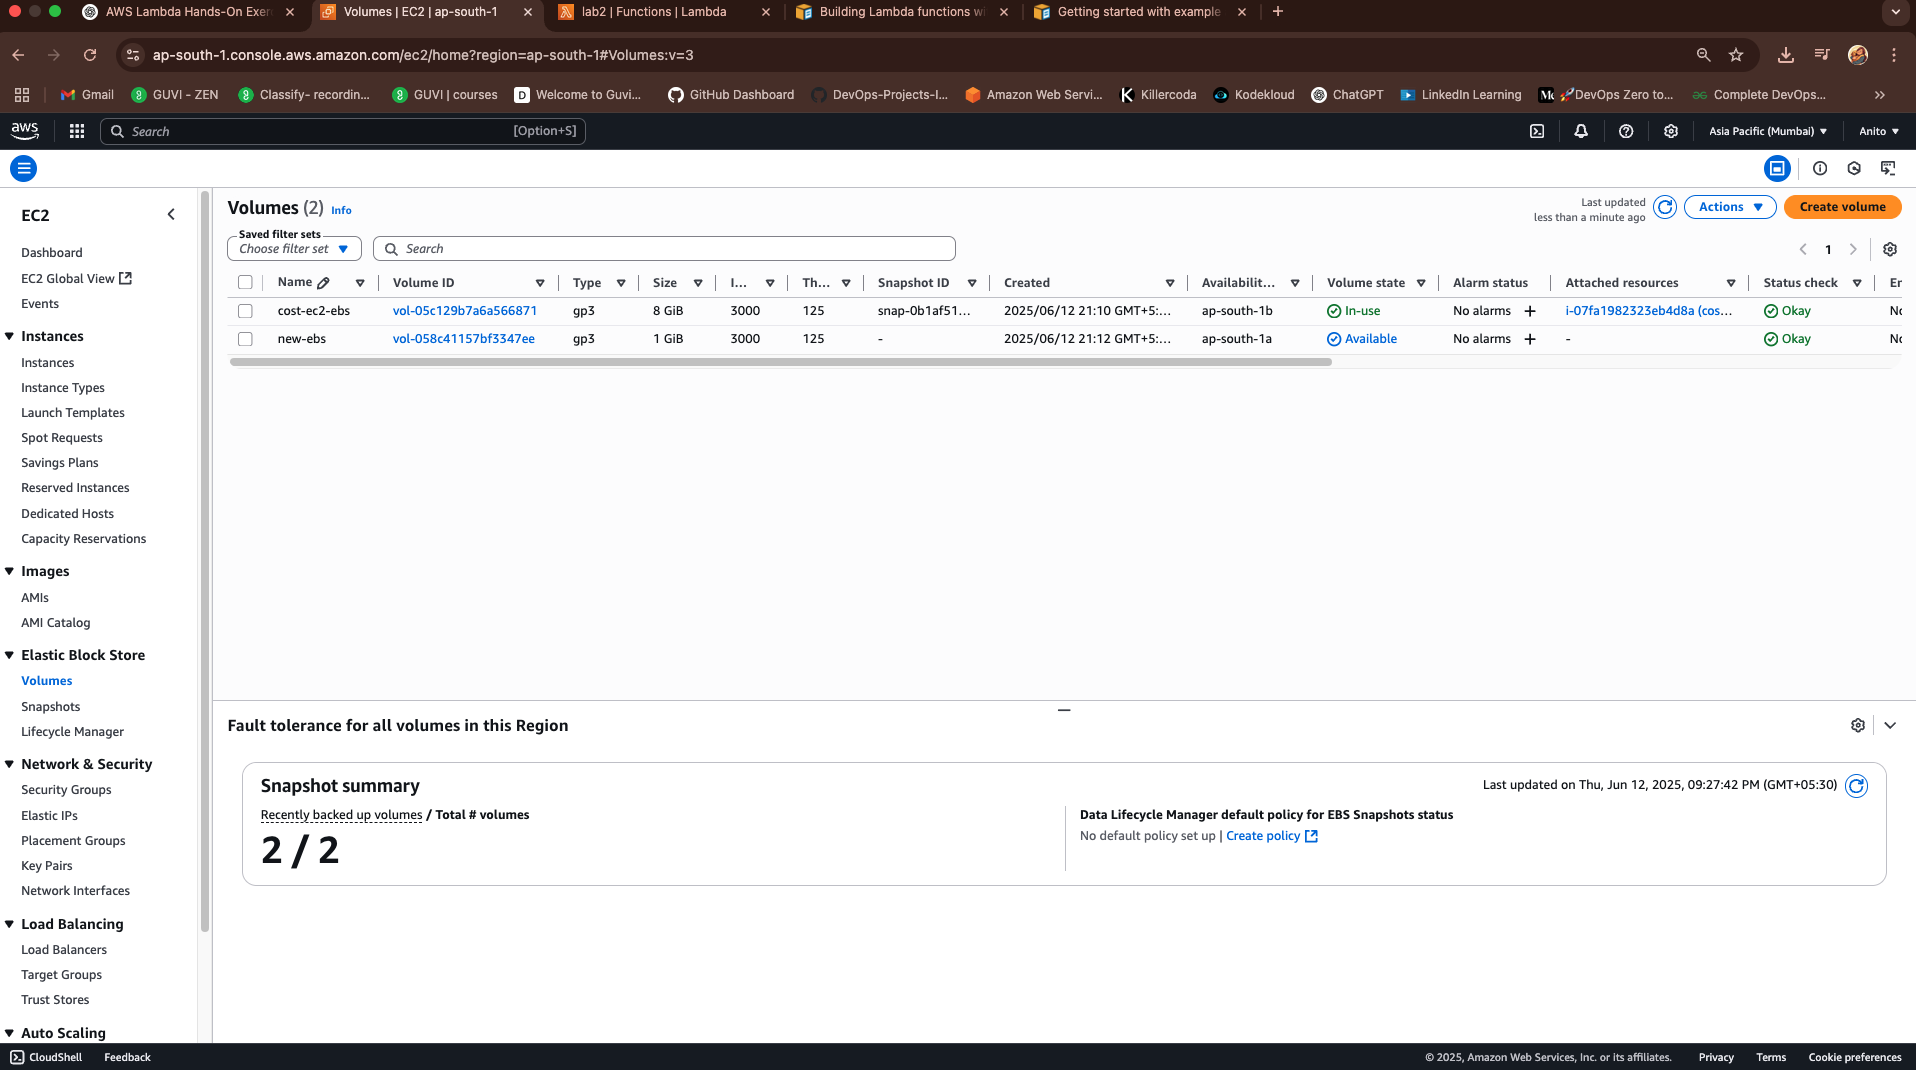 AWS Lambda Hands-On Exer
Volumes | EC2 | ap-south-1
lab2 | Functions | Lambda
Building Lambda functions wi
Getting started with example
ap-south-1.console.aws.amazon.com/ec2/home?region=ap-south-1#Volumes:v=3
Gmail
GUVI - ZEN
Classify- recordin...
GUVI | courses
Welcome to Guvi...
GitHub Dashboard
DevOps-Projects-I...
Amazon Web Servi...
Killercoda
Kodekloud
ChatGPT
LinkedIn Learning
DevOps Zero to...
Complete DevOps...
aws
Search
[Option+S]
Asia Pacific (Mumbai)
Anito
EC2
Dashboard
EC2 Global View
Events
Instances
Instances
Instance Types
Launch Templates
Spot Requests
Savings Plans
Reserved Instances
Dedicated Hosts
Capacity Reservations
Images
AMIs
AMI Catalog
Elastic Block Store
Volumes
Snapshots
Lifecycle Manager
Network & Security
Security Groups
Elastic IPs
Placement Groups
Key Pairs
Network Interfaces
Load Balancing
Load Balancers
Target Groups
Trust Stores
Auto Scaling
Volumes (2) Info
Last updated
less than a minute ago
Actions
Create volume
Saved filter sets
Choose filter set
Search
1
Name Volume ID Type Size I... Th... Snapshot ID Created Availabilit... Volume state Alarm status Attached resources Status check Er
cost-ec2-ebs vol-05c129b7a6a566871 gp3 8 GiB 3000 125 snap-0b1af51... 2025/06/12 21:10 GMT+5:... ap-south-1b In-use No alarms + i-07fa1982323eb4d8a (cos... Okay No
new-ebs vol-058c41157bf3347ee gp3 1 GiB 3000 125 - 2025/06/12 21:12 GMT+5:... ap-south-1a Available No alarms + - Okay No
Fault tolerance for all volumes in this Region
Snapshot summary
Last updated on Thu, Jun 12, 2025, 09:27:42 PM (GMT+05:30)
Recently backed up volumes / Total # volumes
2 / 2
Data Lifecycle Manager default policy for EBS Snapshots status
No default policy set up | Create policy
CloudShell
Feedback
© 2025, Amazon Web Services, Inc. or its affiliates.
Privacy
Terms
Cookie preferences